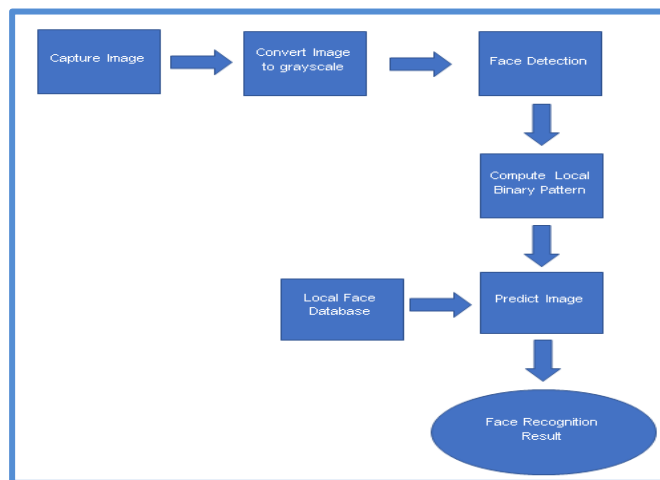 Capture Image
Convert Image
to grayscale
Face Detection
Compute Local
Binary Pattern
Local Face
Database
Predict Image
Face Recognition
Result